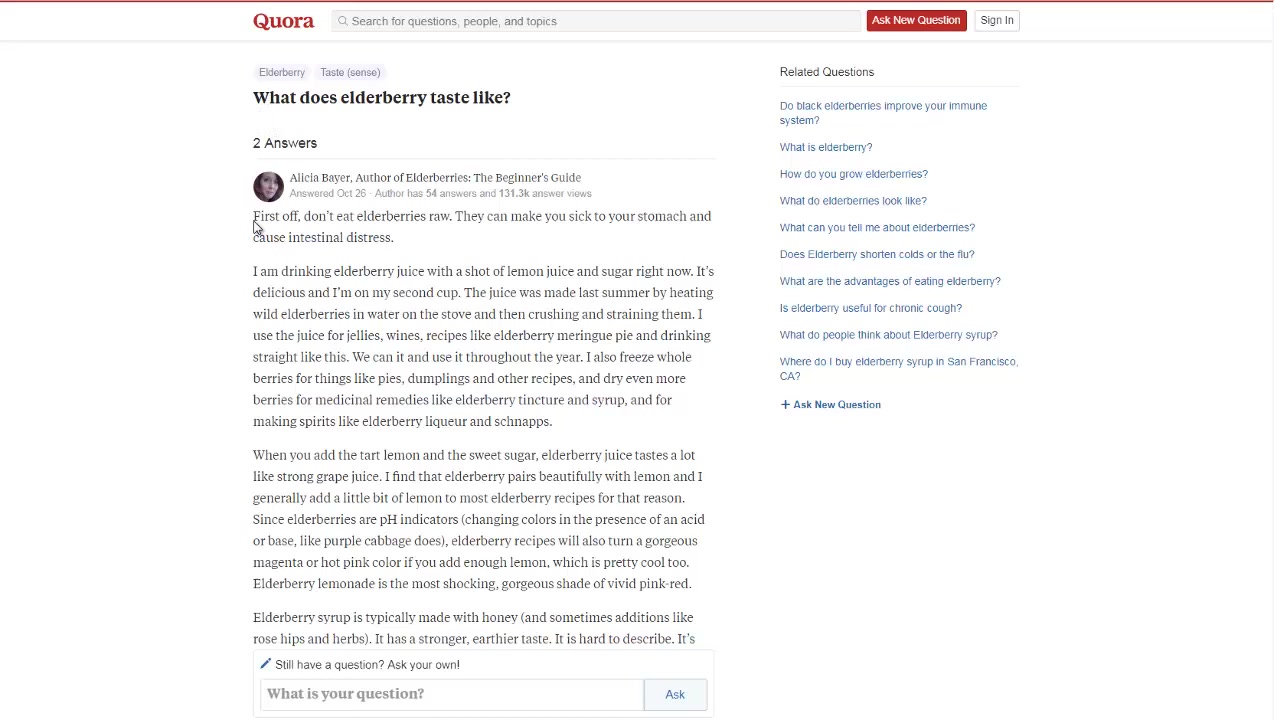 Quora
Search for questions, people, and topics
Ask New Question
Sign In
Elderberry
Taste (sense)
What does elderberry taste like?
2 Answers
Alicia Bayer, Author of Elderberries: The Beginner's Guide
Answered Oct 26 · Author has 54 answers and 131.3k answer views
First off, don't eat elderberries raw. They can make you sick to your stomach and
cause intestinal distress.
I am drinking elderberry juice with a shot of lemon juice and sugar right now. It's
delicious and I'm on my second cup. The juice was made last summer by heating
wild elderberries in water on the stove and then crushing and straining them. I
use the juice for jellies, wines, recipes like elderberry meringue pie and drinking
straight like this. We can it and use it throughout the year. I also freeze whole
berries for things like pies, dumplings and other recipes, and dry even more
berries for medicinal remedies like elderberry tincture and syrup, and for
making spirits like elderberry liqueur and schnapps.
When you add the tart lemon and the sweet sugar, elderberry juice tastes a lot
like strong grape juice. I find that elderberry pairs beautifully with lemon and I
generally add a little bit of lemon to most elderberry recipes for that reason.
Since elderberries are pH indicators (changing colors in the presence of an acid
or base, like purple cabbage does), elderberry recipes will also turn a gorgeous
magenta or hot pink color if you add enough lemon, which is pretty cool too.
Elderberry lemonade is the most shocking, gorgeous shade of vivid pink-red.
Elderberry syrup is typically made with honey (and sometimes additions like
rose hips and herbs). It has a stronger, earthier taste. It is hard to describe. It's
Still have a question? Ask your own!
What is your question?
Ask
Related Questions
Do black elderberries improve your immune
system?
What is elderberry?
How do you grow elderberries?
What do elderberries look like?
What can you tell me about elderberries?
Does Elderberry shorten colds or the flu?
What are the advantages of eating elderberry?
Is elderberry useful for chronic cough?
What do people think about Elderberry syrup?
Where do I buy elderberry syrup in San Francisco,
CA?
+ Ask New Question